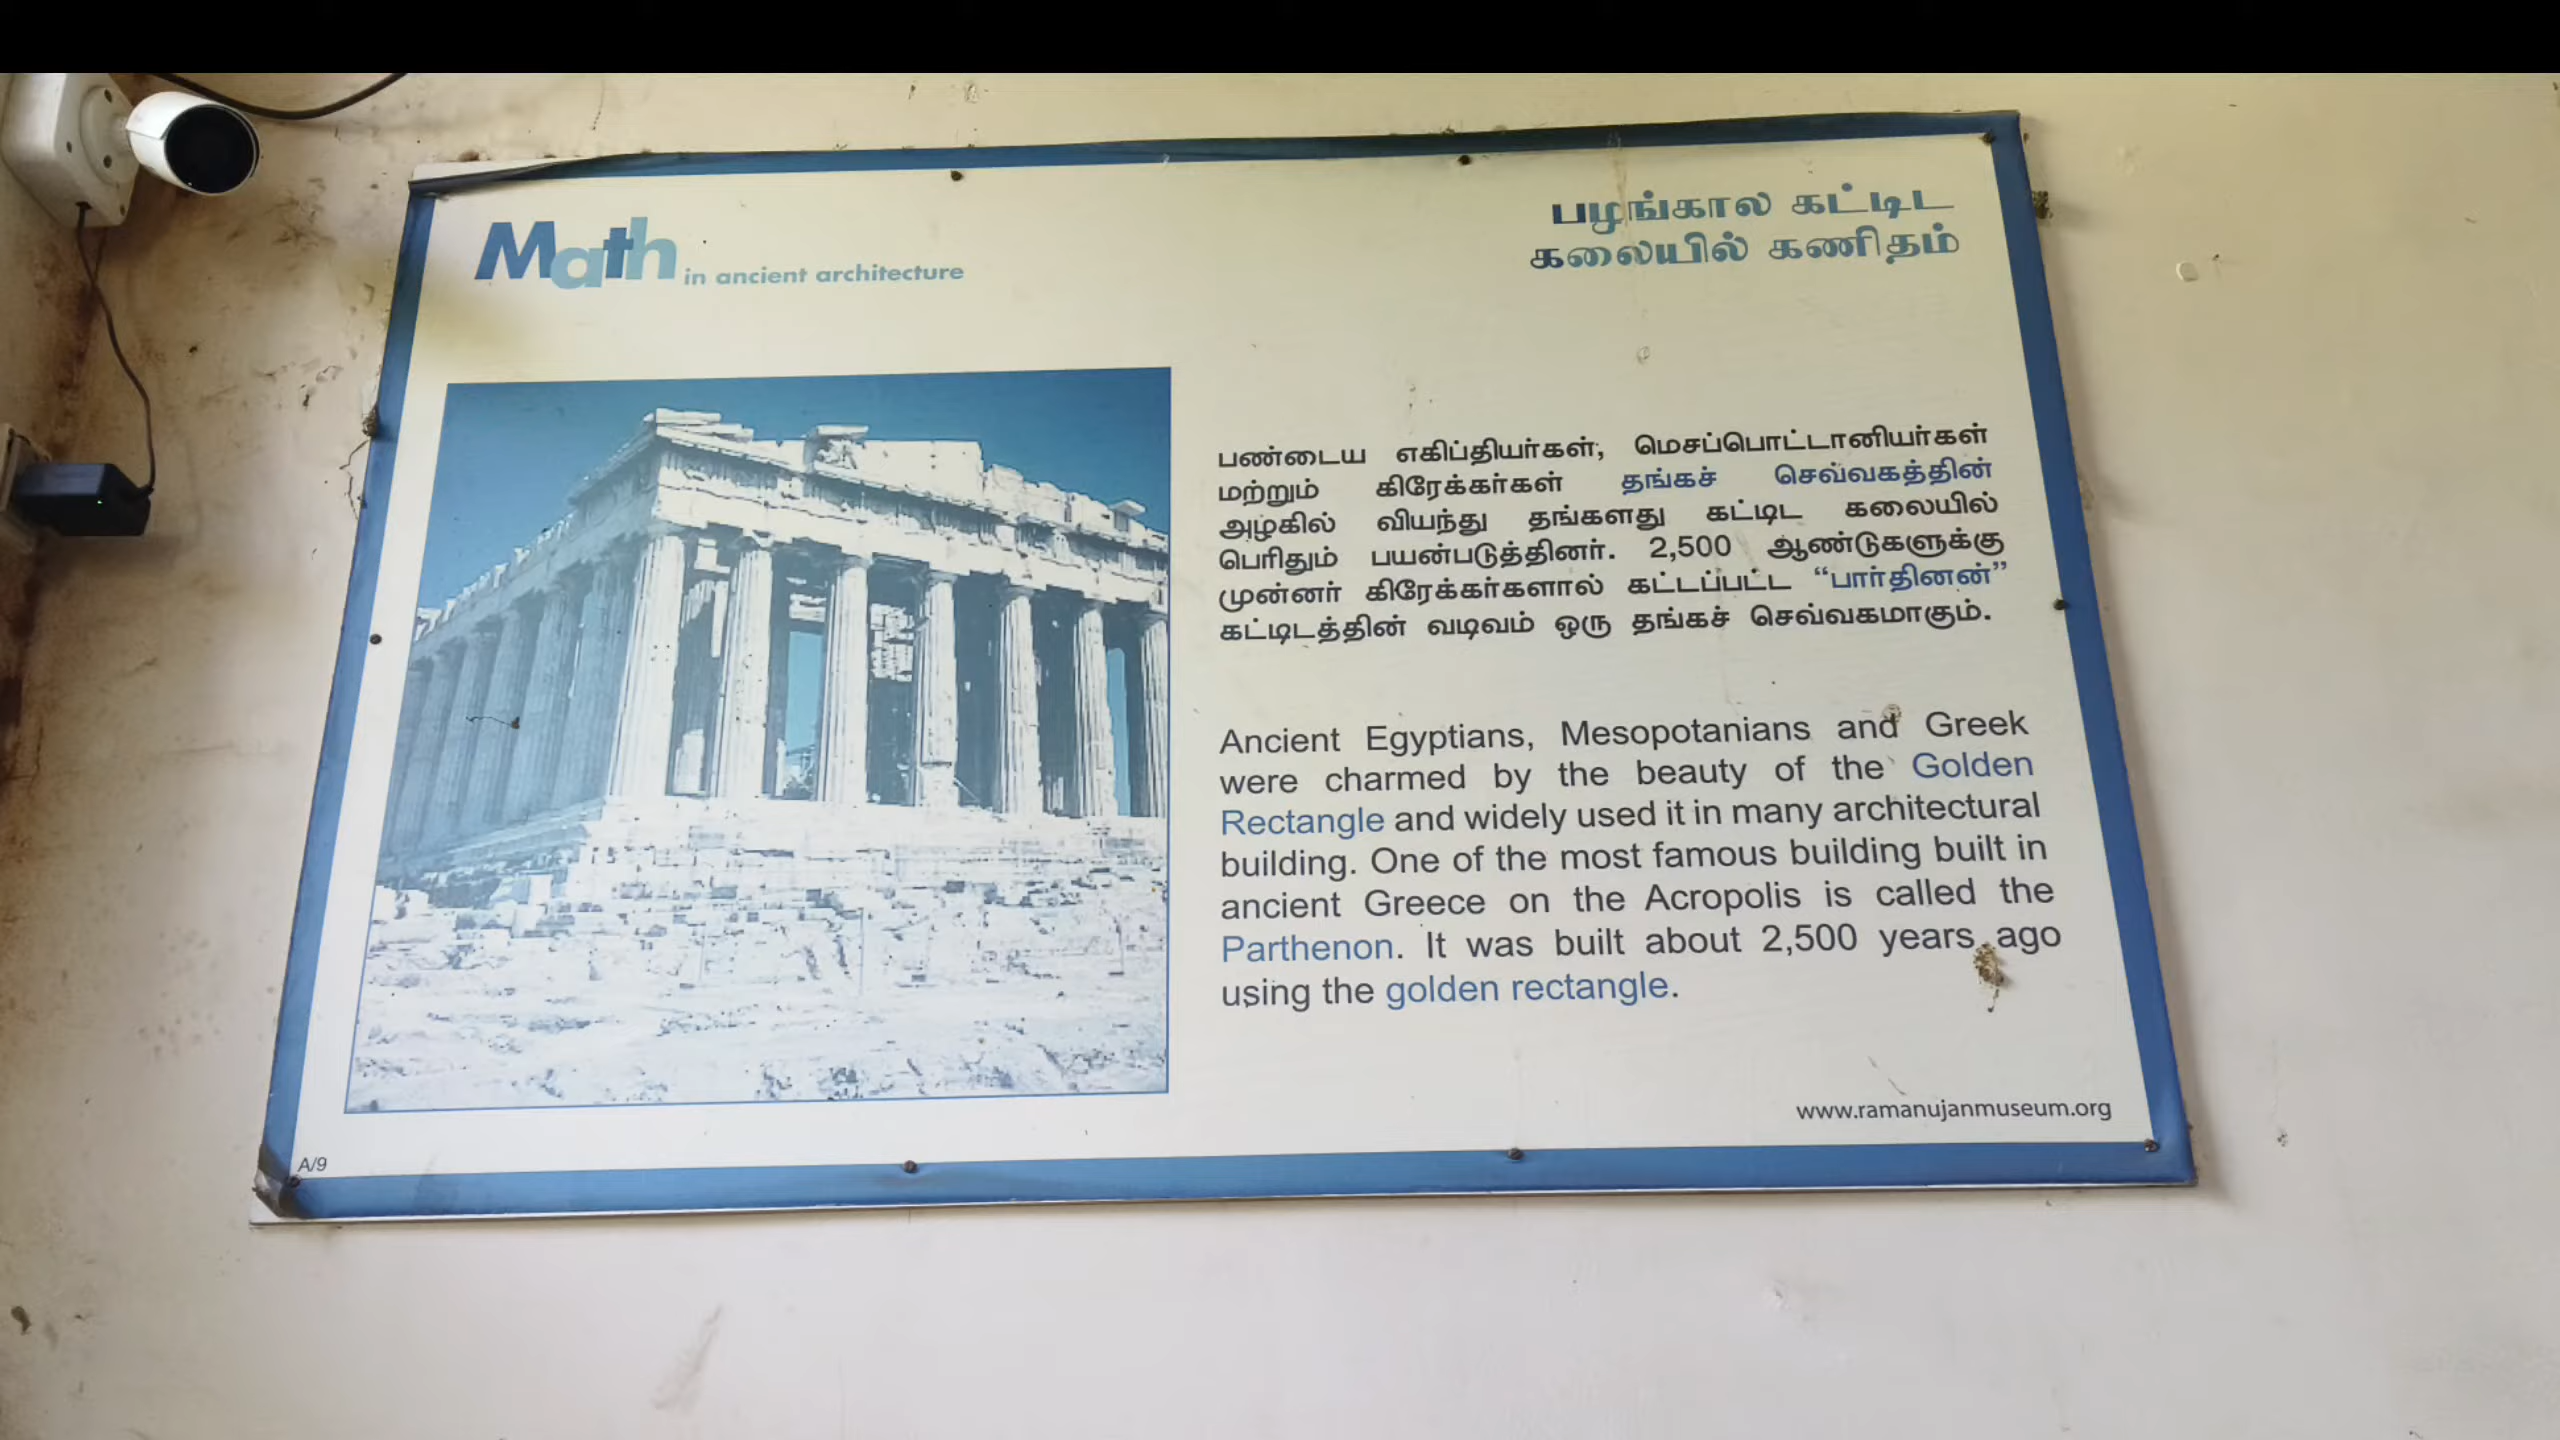 Math in ancient architecture
பழங்கால கட்டிட
கலையில் கணிதம்
பண்டைய எகிப்தியர்கள், மெசப்பொட்டானியர்கள்
மற்றும் கிரேக்கர்கள் தங்கச் செவ்வகத்தின்
அழகில் வியந்து தங்களது கட்டிட கலையில்
பெரிதும் பயன்படுத்தினர். 2,500 ஆண்டுகளுக்கு
முன்னர் கிரேக்கர்களால் கட்டப்பட்ட “பார்தினன்”
கட்டிடத்தின் வடிவம் ஒரு தங்கச் செவ்வகமாகும்.
Ancient Egyptians, Mesopotanians and Greek
were charmed by the beauty of the Golden
Rectangle and widely used it in many architectural
building. One of the most famous building built in
ancient Greece on the Acropolis is called the
Parthenon. It was built about 2,500 years ago
using the golden rectangle.
www.ramanujanmuseum.org
A/9